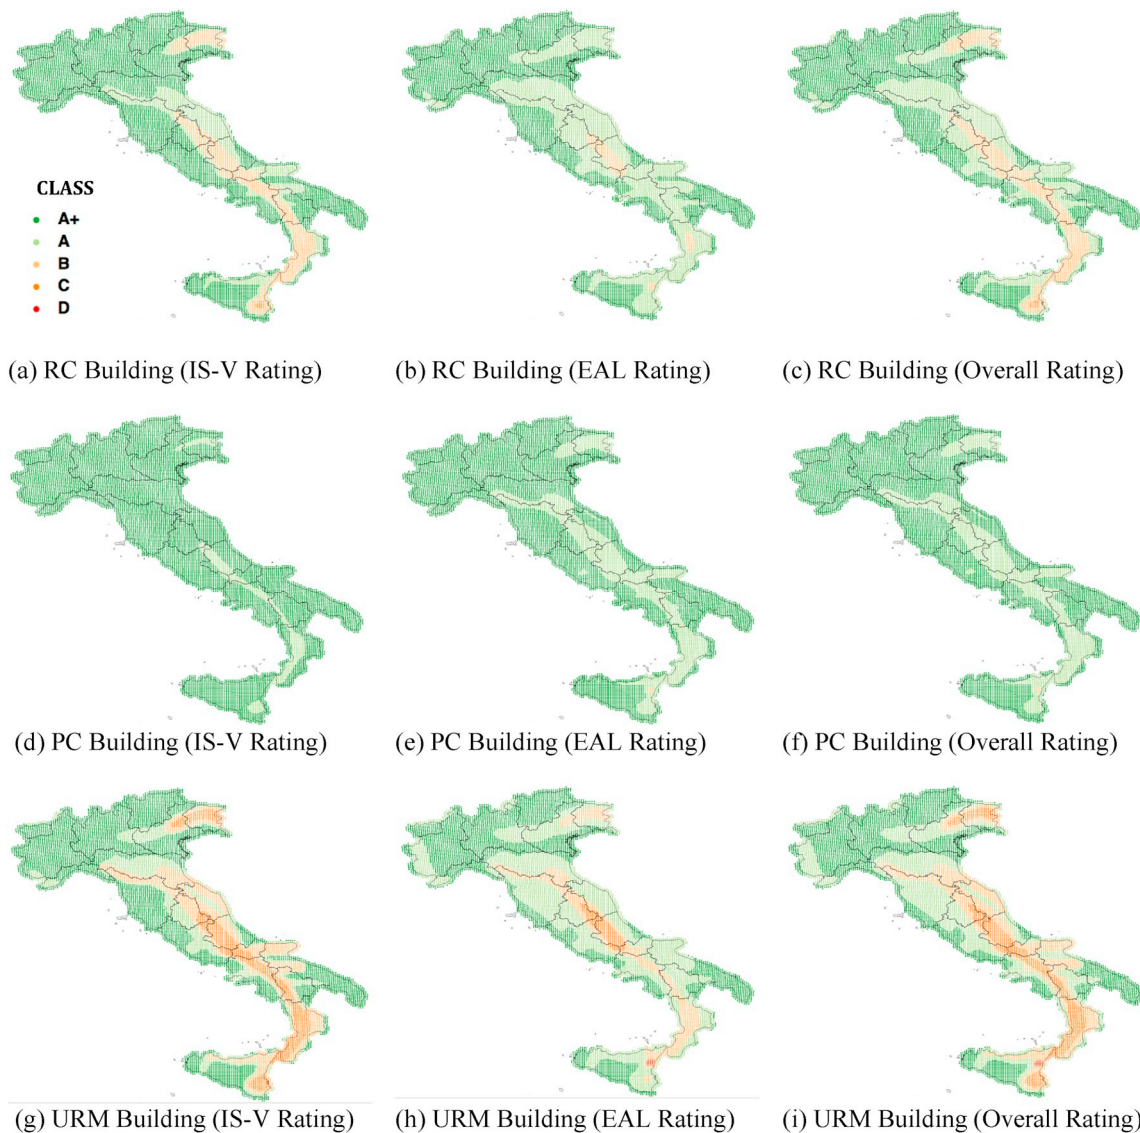 CLASS
A+
A
B
C
D
(a) RC Building (IS-V Rating)
(b) RC Building (EAL Rating)
(c) RC Building (Overall Rating)
(d) PC Building (IS-V Rating)
(e) PC Building (EAL Rating)
(f) PC Building (Overall Rating)
(g) URM Building (IS-V Rating)
(h) URM Building (EAL Rating)
(i) URM Building (Overall Rating)